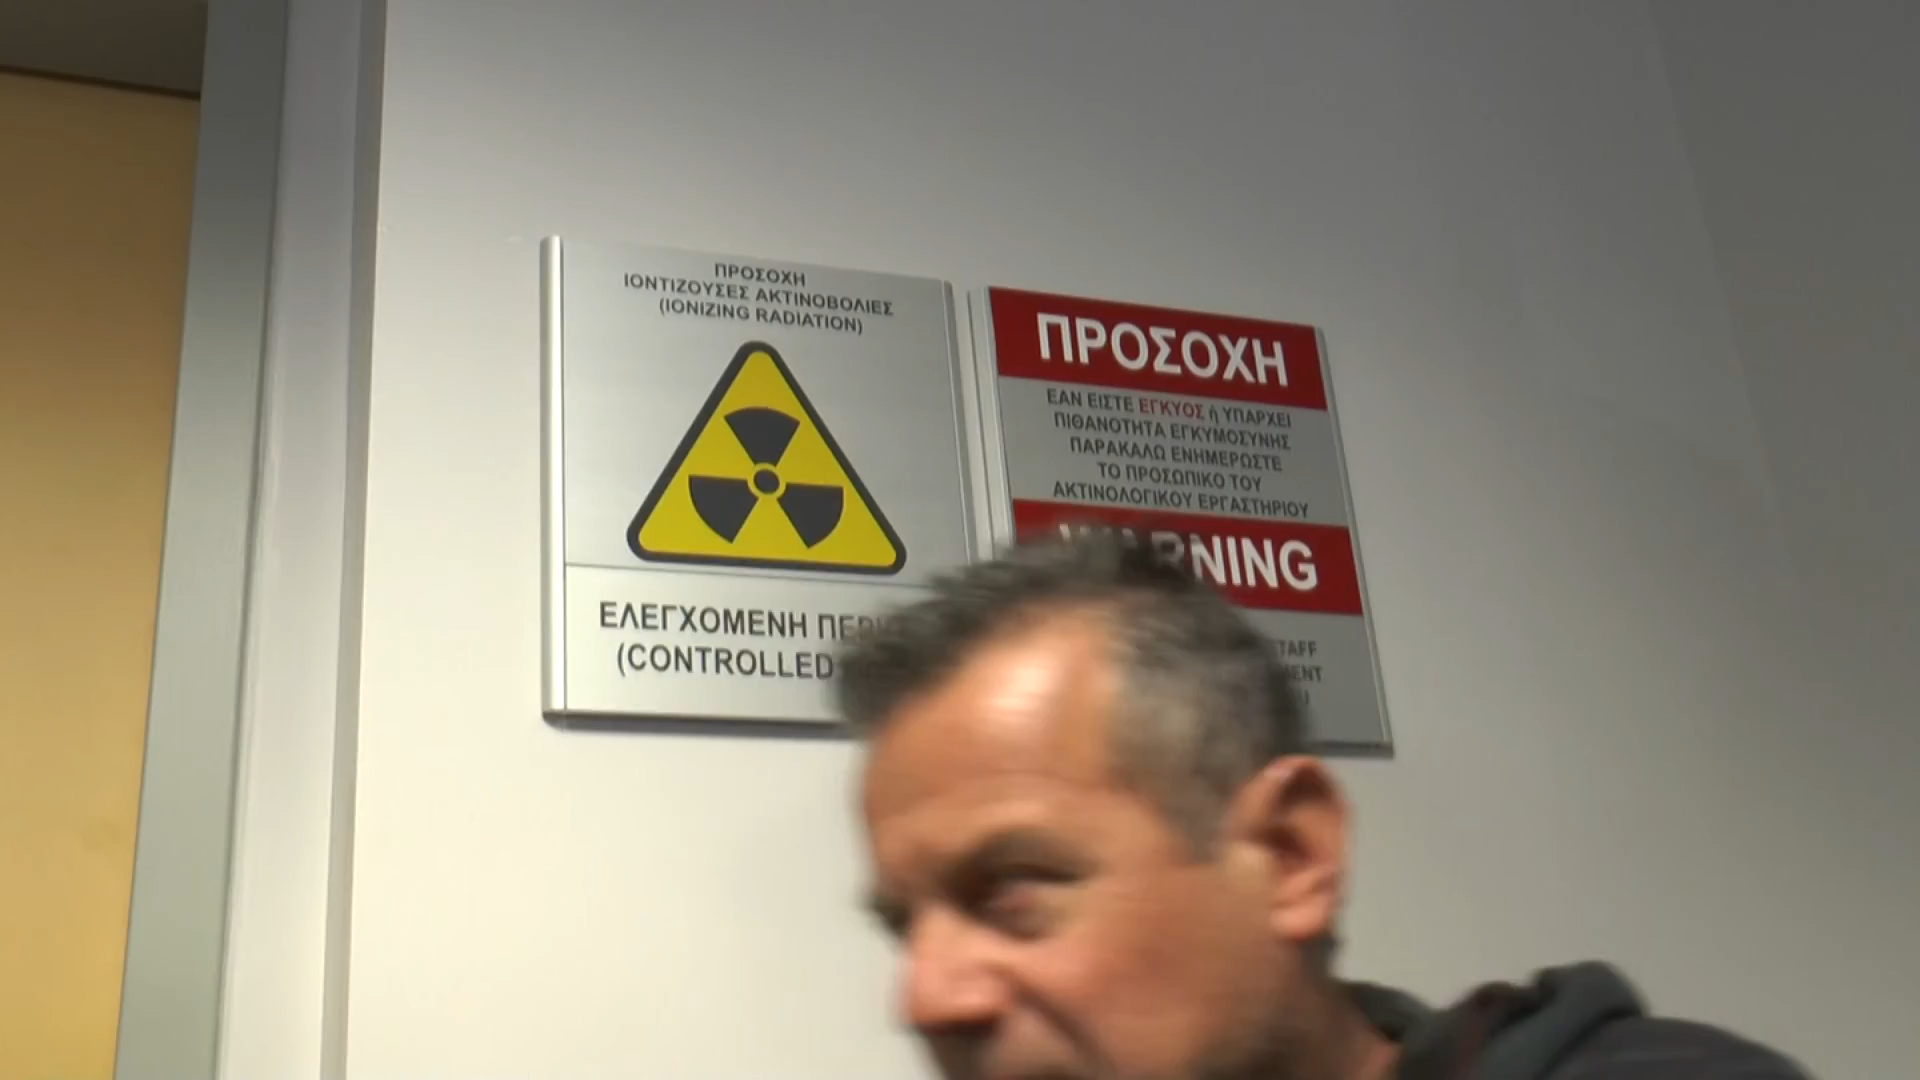 ΠΡΟΣΟΧΗ
ΙΟΝΤΙΖΟΥΣΕΣ ΑΚΤΙΝΟΒΟΛΙΕΣ
(IONIZING RADIATION)
ΕΛΕΓΧΟΜΕΝΗ
(CONTROLLED
ΠΡΟΣΟΧΗ
ΕΑΝ ΕΙΣΤΕ ΕΓΚΥΟΣ ή ΥΠΑΡΧΕΙ
ΠΙΘΑΝΟΤΗΤΑ ΕΓΚΥΜΟΣΥΝΗΣ
ΠΑΡΑΚΑΛΩ ΕΝΗΜΕΡΩΣΤΕ
ΤΟ ΠΡΟΣΩΠΙΚΟ ΤΟΥ
ΑΚΤΙΝΟΛΟΓΙΚΟΥ ΕΡΓΑΣΤΗΡΙΟΥ
WARNING